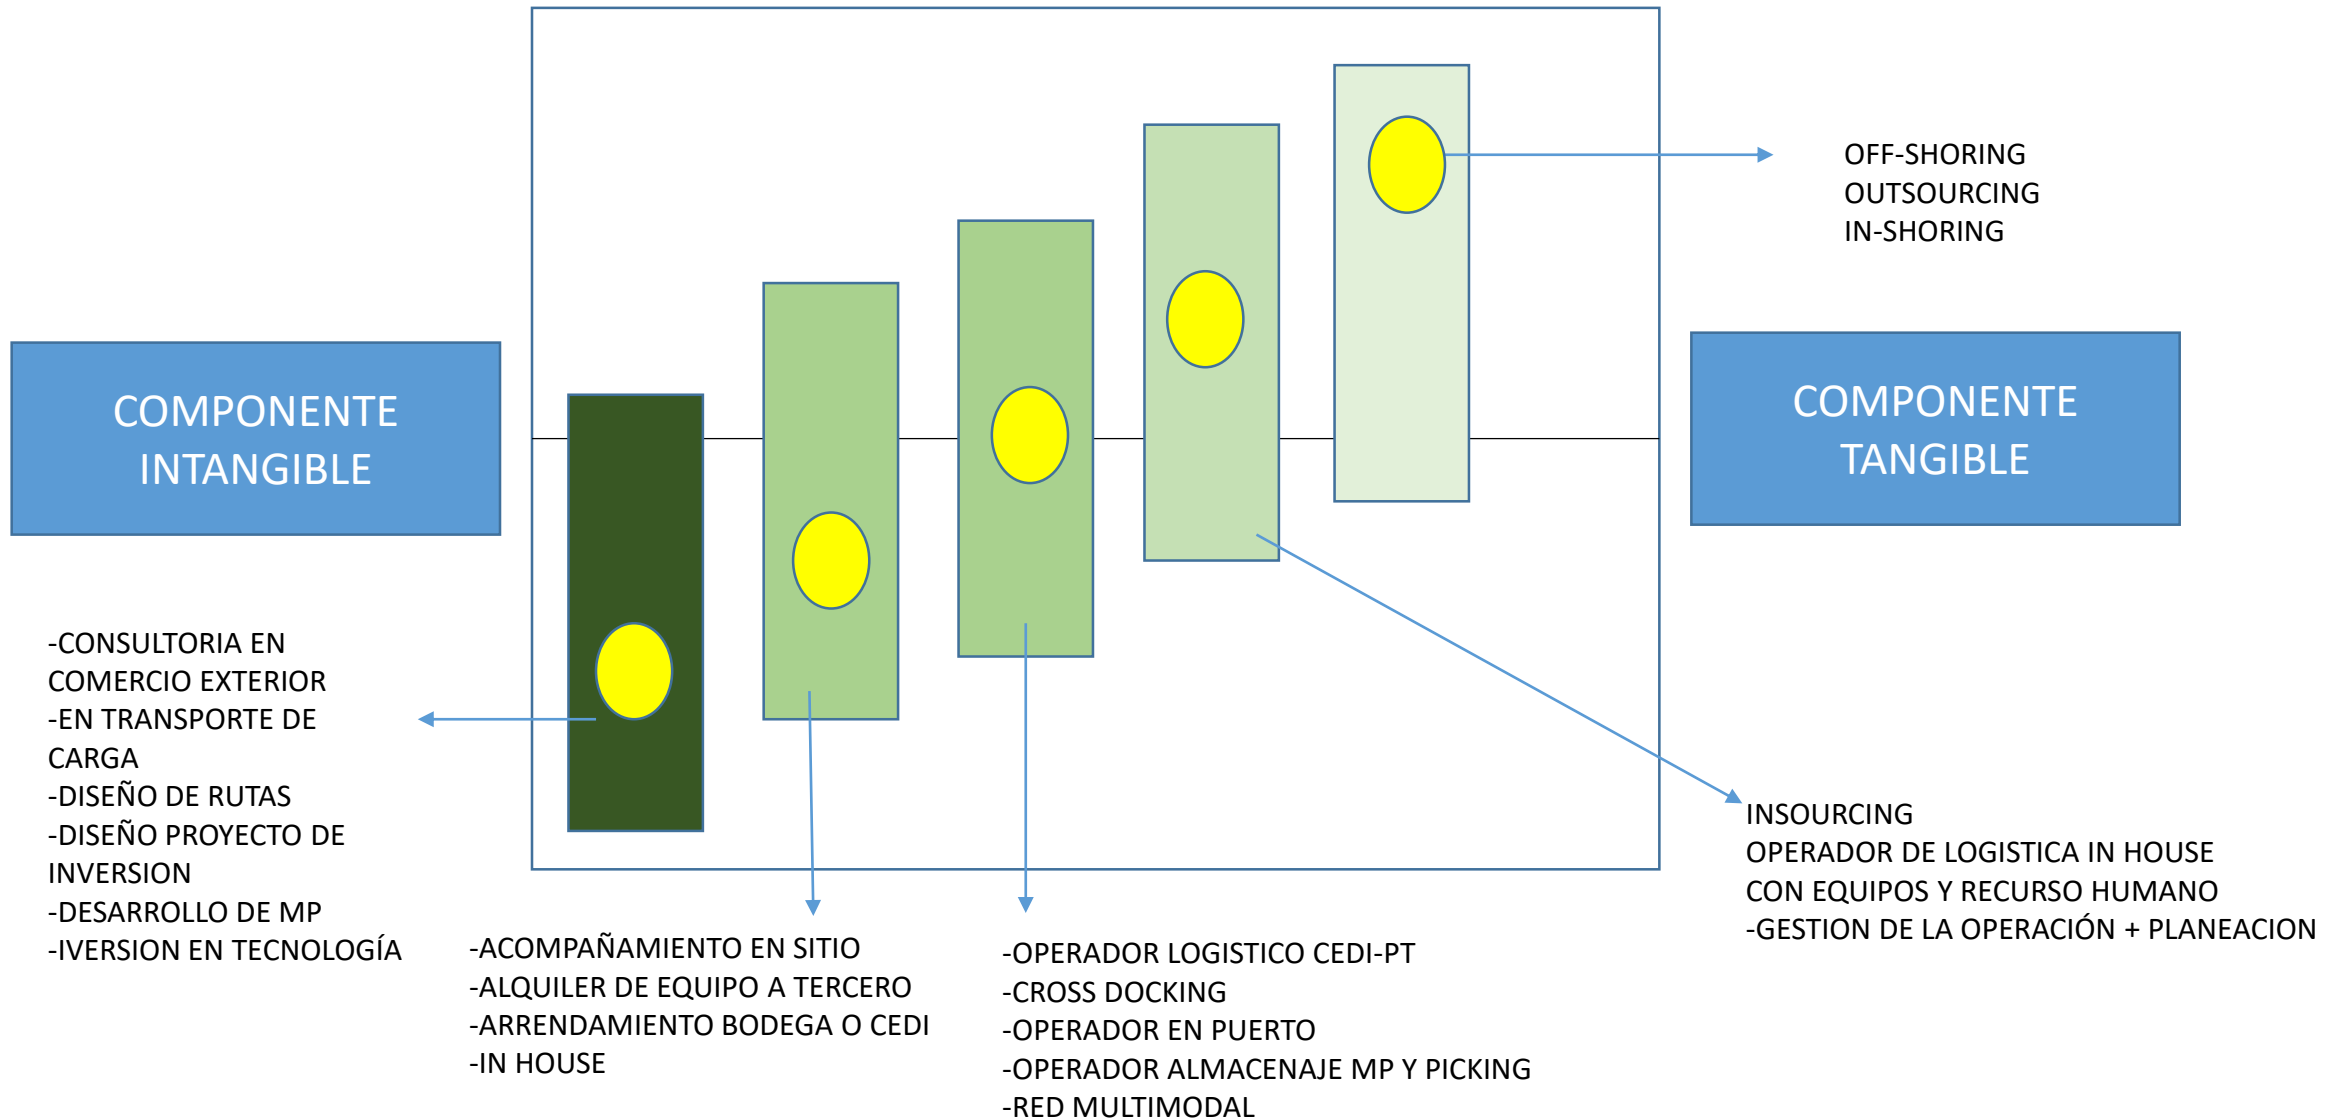 OFF-SHORING
OUTSOURCING
IN-SHORING
COMPONENTE
INTANGIBLE
COMPONENTE
TANGIBLE
-CONSULTORIA EN
COMERCIO EXTERIOR
-EN TRANSPORTE DE
CARGA
-DISEÑO DE RUTAS
-DISEÑO PROYECTO DE
INVERSION
-DESARROLLO DE MP
-IVERSION EN TECNOLOGÍA
-ACOMPAÑAMIENTO EN SITIO
-ALQUILER DE EQUIPO A TERCERO
-ARRENDAMIENTO BODEGA O CEDI
-IN HOUSE
-OPERADOR LOGISTICO CEDI-PT
-CROSS DOCKING
-OPERADOR EN PUERTO
-OPERADOR ALMACENAJE MP Y PICKING
-RED MULTIMODAL
INSOURCING
OPERADOR DE LOGISTICA IN HOUSE
CON EQUIPOS Y RECURSO HUMANO
-GESTION DE LA OPERACIÓN + PLANEACION